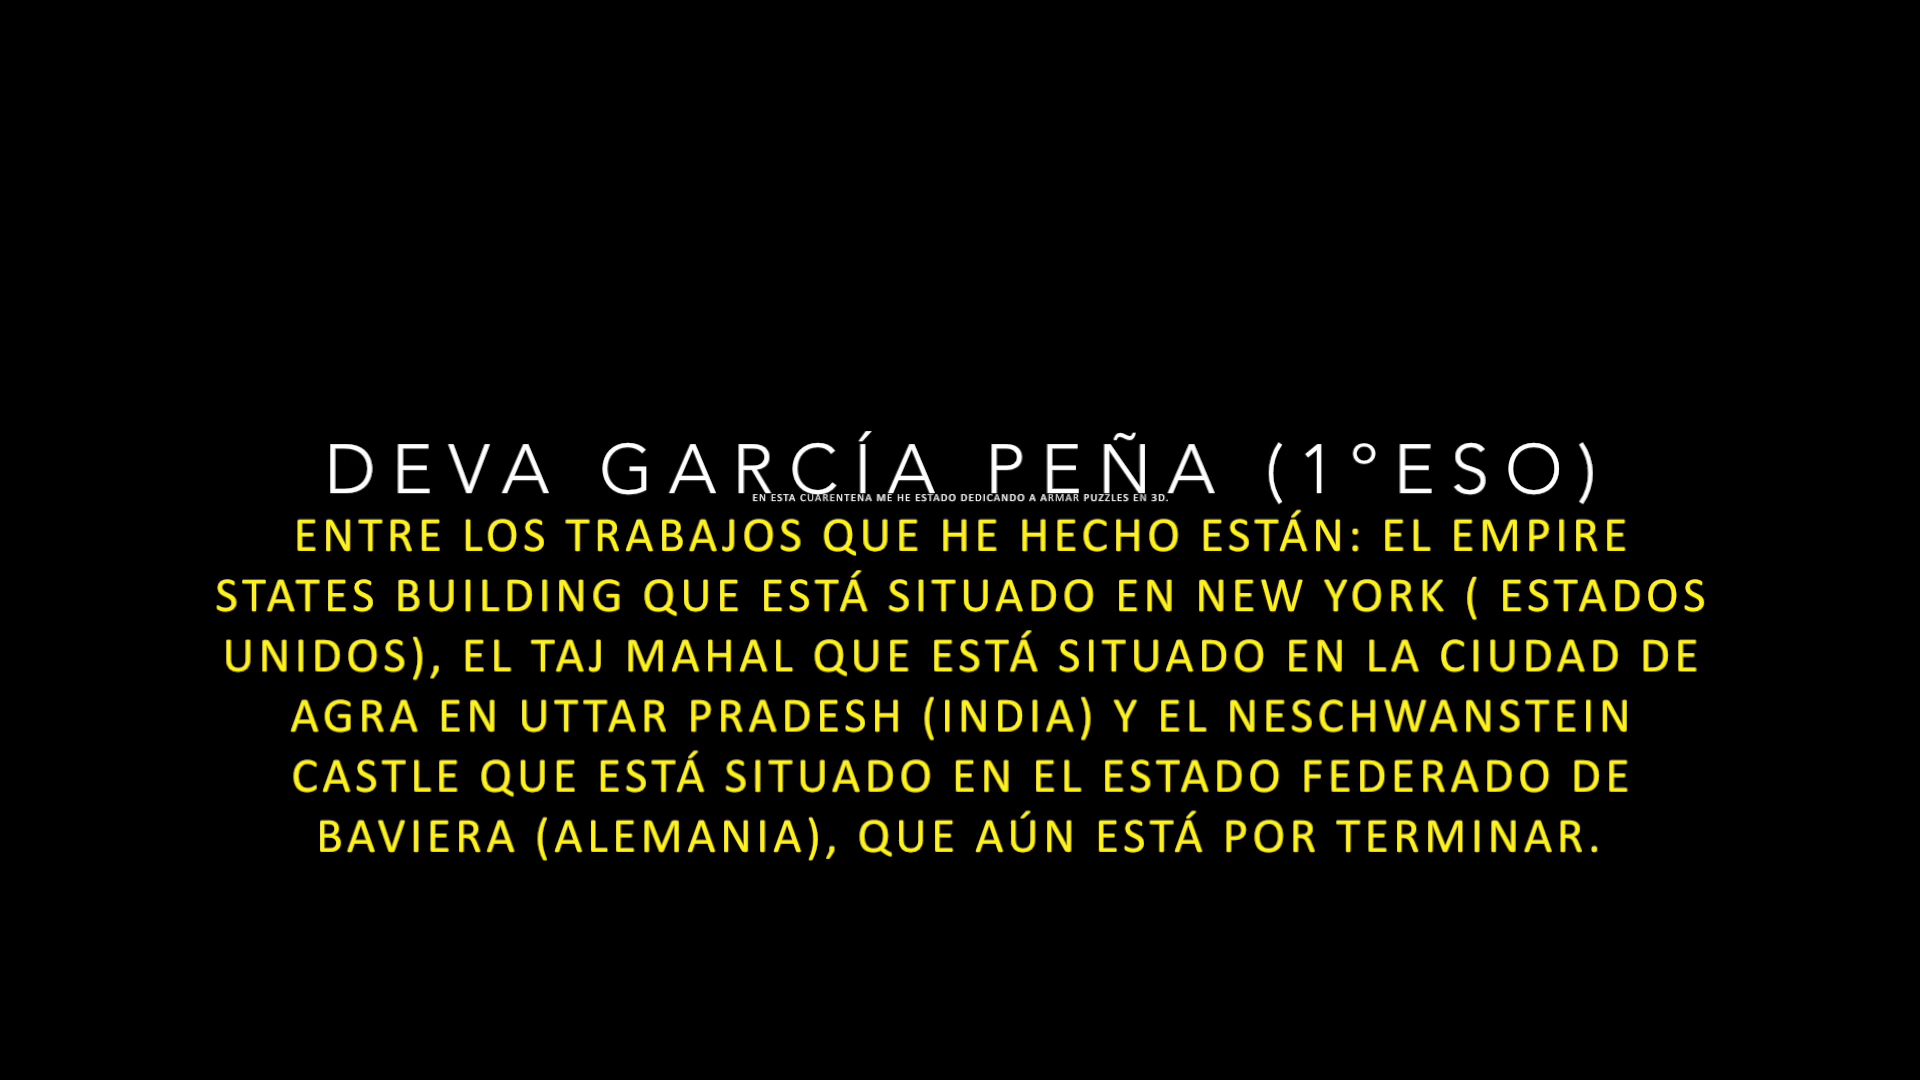 DEVA GARCÍA PEÑA (1°ESO)
EN ESTA CUARENTENA ME HE ESTADO DEDICANDO A ARMAR PUZZLES EN 3D.
ENTRE LOS TRABAJOS QUE HE HECHO ESTÁN: EL EMPIRE
STATES BUILDING QUE ESTÁ SITUADO EN NEW YORK ( ESTADOS
UNIDOS), EL TAJ MAHAL QUE ESTÁ SITUADO EN LA CIUDAD DE
AGRA EN UTTAR PRADESH (INDIA) Y EL NESCHWANSTEIN
CASTLE QUE ESTÁ SITUADO EN EL ESTADO FEDERADO DE
BAVIERA (ALEMANIA), QUE AÚN ESTÁ POR TERMINAR.